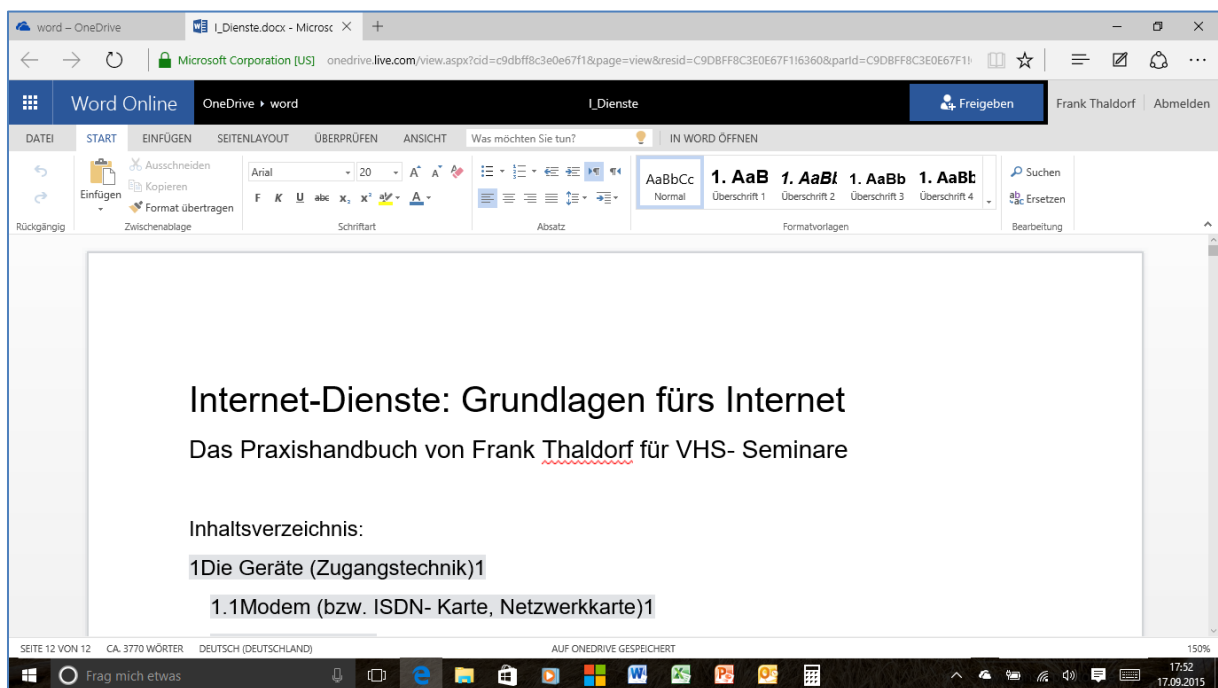 word – OneDrive
I_Dienste.docx - Microsc
Microsoft Corporation [US] onedrive.live.com/view.aspx?cid=c9dbff8c3e0e67f1&page=view&resid=C9DBFF8C3E0E67F1!6360&parId=C9DBFF8C3E0E67F1!
Word Online OneDrive word I_Dienste Freigeben Frank Thaldorf Abmelden
DATEI START EINFÜGEN SEITENLAYOUT ÜBERPRÜFEN ANSICHT Was möchten Sie tun? IN WORD ÖFFNEN
Einfügen
Ausschneiden
Kopieren
Format übertragen
Arial 20
F K U abc x₂ x² A
AaBbCc 1. AaB 1. AaBb 1. AaBb 1. AaBb
Normal Überschrift 1 Überschrift 2 Überschrift 3 Überschrift 4
Suchen
Ersetzen
Rückgängig Zwischenablage Schriftart Absatz Formatvorlagen Bearbeitung
Internet-Dienste: Grundlagen fürs Internet
Das Praxishandbuch von Frank Thaldorf für VHS- Seminare
Inhaltsverzeichnis:
1Die Geräte (Zugangstechnik)1
1.1Modem (bzw. ISDN- Karte, Netzwerkkarte)1
SEITE 12 VON 12 CA. 3770 WÖRTER DEUTSCH (DEUTSCHLAND) AUF ONEDRIVE GESPEICHERT 150%
Frag mich etwas
17:52
17.09.2015